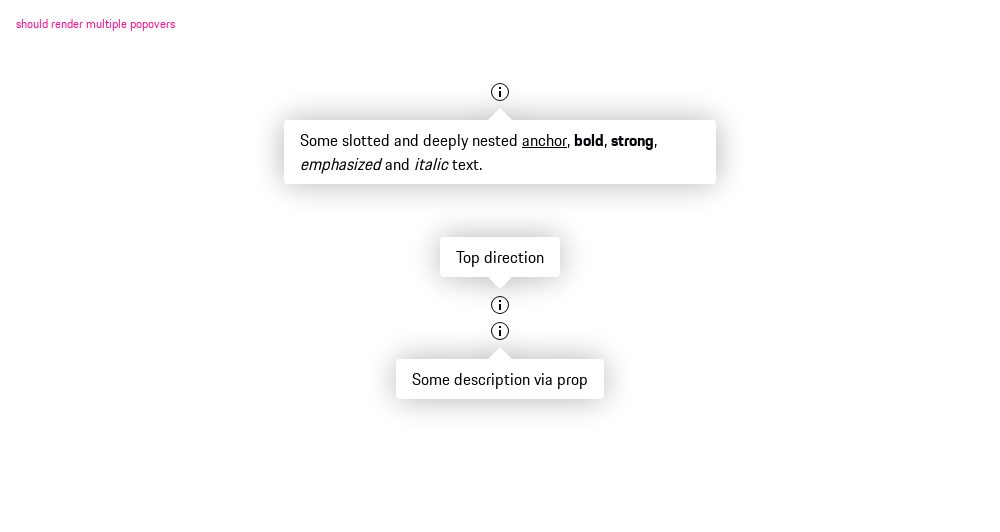 should render multiple popovers
Some slotted and deeply nested anchor, bold, strong,
emphasized and italic text.
Top direction
Some description via prop